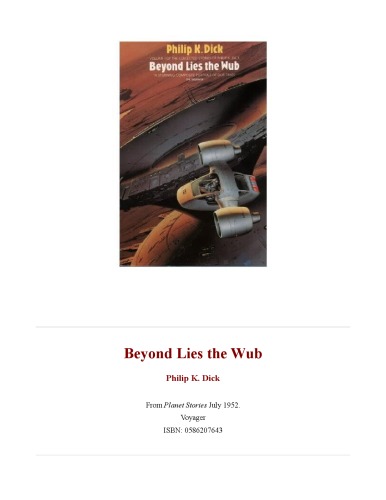 Philip K. Dick
Beyond Lies the Wub
Beyond Lies the Wub
Philip K. Dick
From Planet Stories July 1952.
Voyager
ISBN: 0586207643